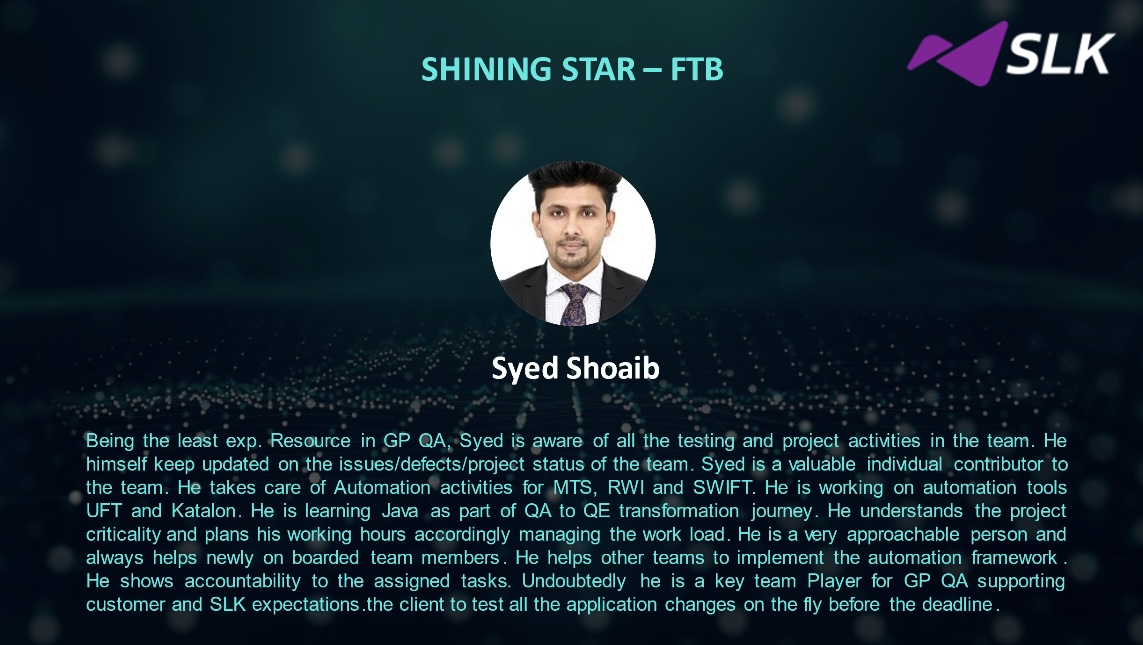 SHINING STAR – FTB
SLK
Syed Shoaib
Being the least exp. Resource in GP QA, Syed is aware of all the testing and project activities in the team. He
himself keep updated on the issues/defects/project status of the team. Syed is a valuable individual contributor to
the team. He takes care of Automation activities for MTS, RWI and SWIFT. He is working on automation tools
UFT and Katalon. He is learning Java as part of QA to QE transformation journey. He understands the project
criticality and plans his working hours accordingly managing the work load. He is a very approachable person and
always helps newly on boarded team members. He helps other teams to implement the automation framework.
He shows accountability to the assigned tasks. Undoubtedly he is a key team Player for GP QA supporting
customer and SLK expectations.the client to test all the application changes on the fly before the deadline.